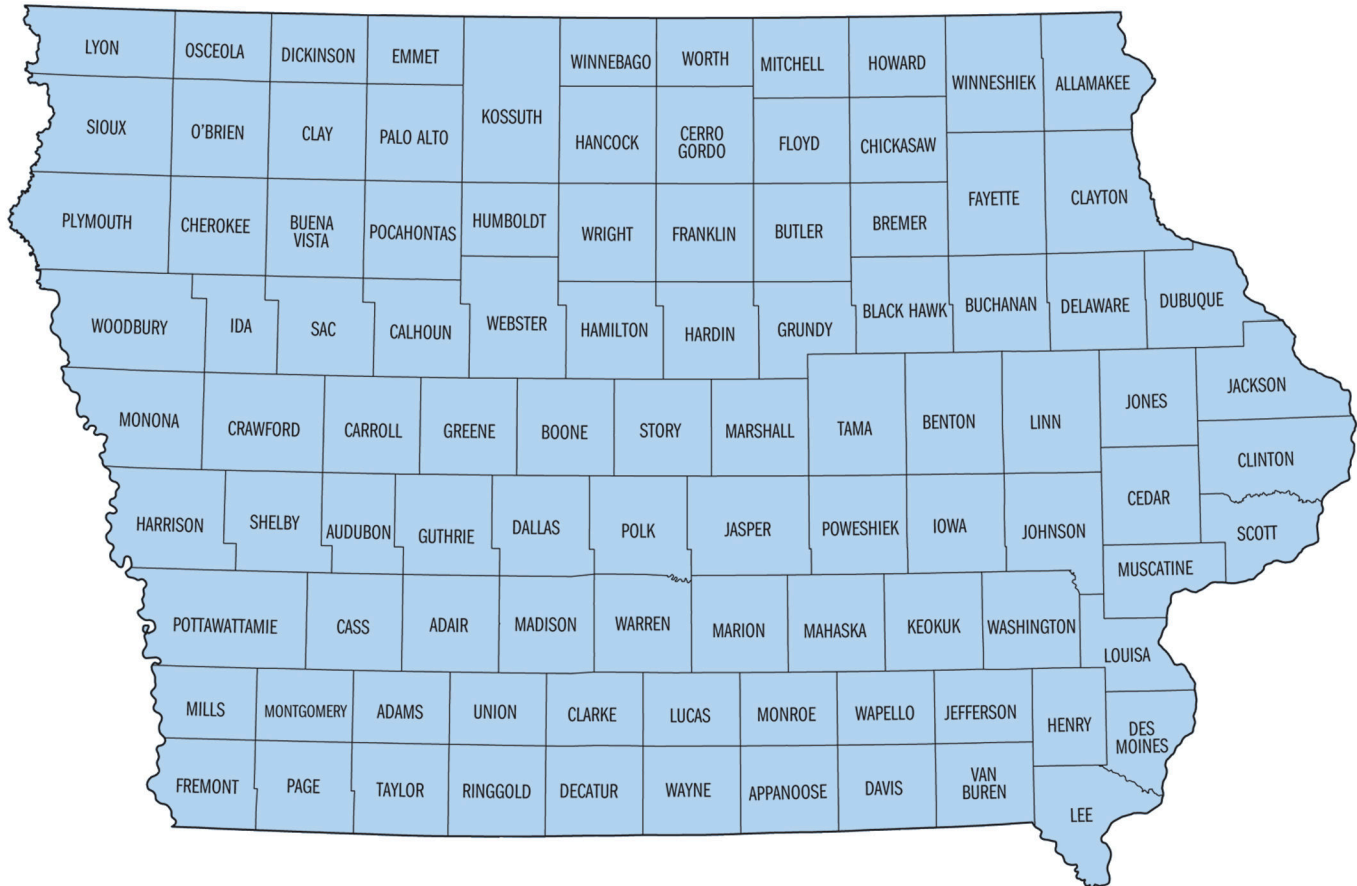 LYON
OSCEOLA
DICKINSON
EMMET
KOSSUTH
WINNEBAGO
WORTH
MITCHELL
HOWARD
WINNESHIEK
ALLAMAKEE
SIOUX
O'BRIEN
CLAY
PALO ALTO
HANCOCK
CERRO
GORDO
FLOYD
CHICKASAW
FAYETTE
CLAYTON
PLYMOUTH
CHEROKEE
BUENA
VISTA
POCAHONTAS
HUMBOLDT
WRIGHT
FRANKLIN
BUTLER
BREMER
WOODBURY
IDA
SAC
CALHOUN
WEBSTER
HAMILTON
HARDIN
GRUNDY
BLACK HAWK
BUCHANAN
DELAWARE
DUBUQUE
MONONA
CRAWFORD
CARROLL
GREENE
BOONE
STORY
MARSHALL
TAMA
BENTON
LINN
JONES
JACKSON
CLINTON
HARRISON
SHELBY
AUDUBON
GUTHRIE
DALLAS
POLK
JASPER
POWESHIEK
IOWA
JOHNSON
CEDAR
SCOTT
MUSCATINE
POTTAWATTAMIE
CASS
ADAIR
MADISON
WARREN
MARION
MAHASKA
KEOKUK
WASHINGTON
LOUISA
MILLS
MONTGOMERY
ADAMS
UNION
CLARKE
LUCAS
MONROE
WAPELLO
JEFFERSON
HENRY
DES
MOINES
FREMONT
PAGE
TAYLOR
RINGGOLD
DECATUR
WAYNE
APPANOOSE
DAVIS
VAN
BUREN
LEE